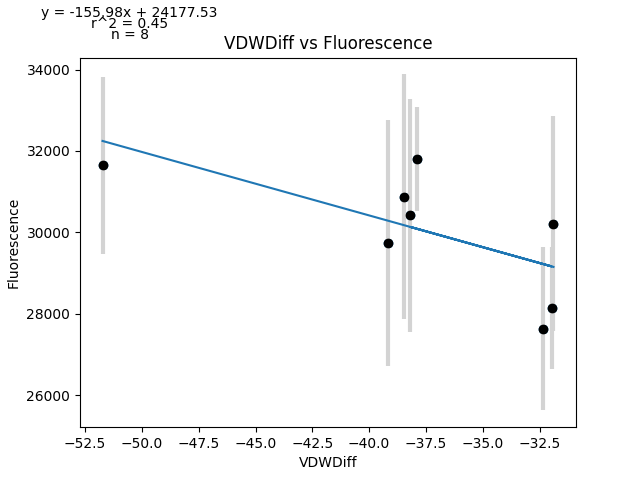 y = -155.98x + 24177.53
r^2 = 0.45
n = 8
VDWDiff vs Fluorescence
34000
32000
30000
28000
26000
Fluorescence
−52.5 −50.0 −47.5 −45.0 −42.5 −40.0 −37.5 −35.0 −32.5
VDWDiff